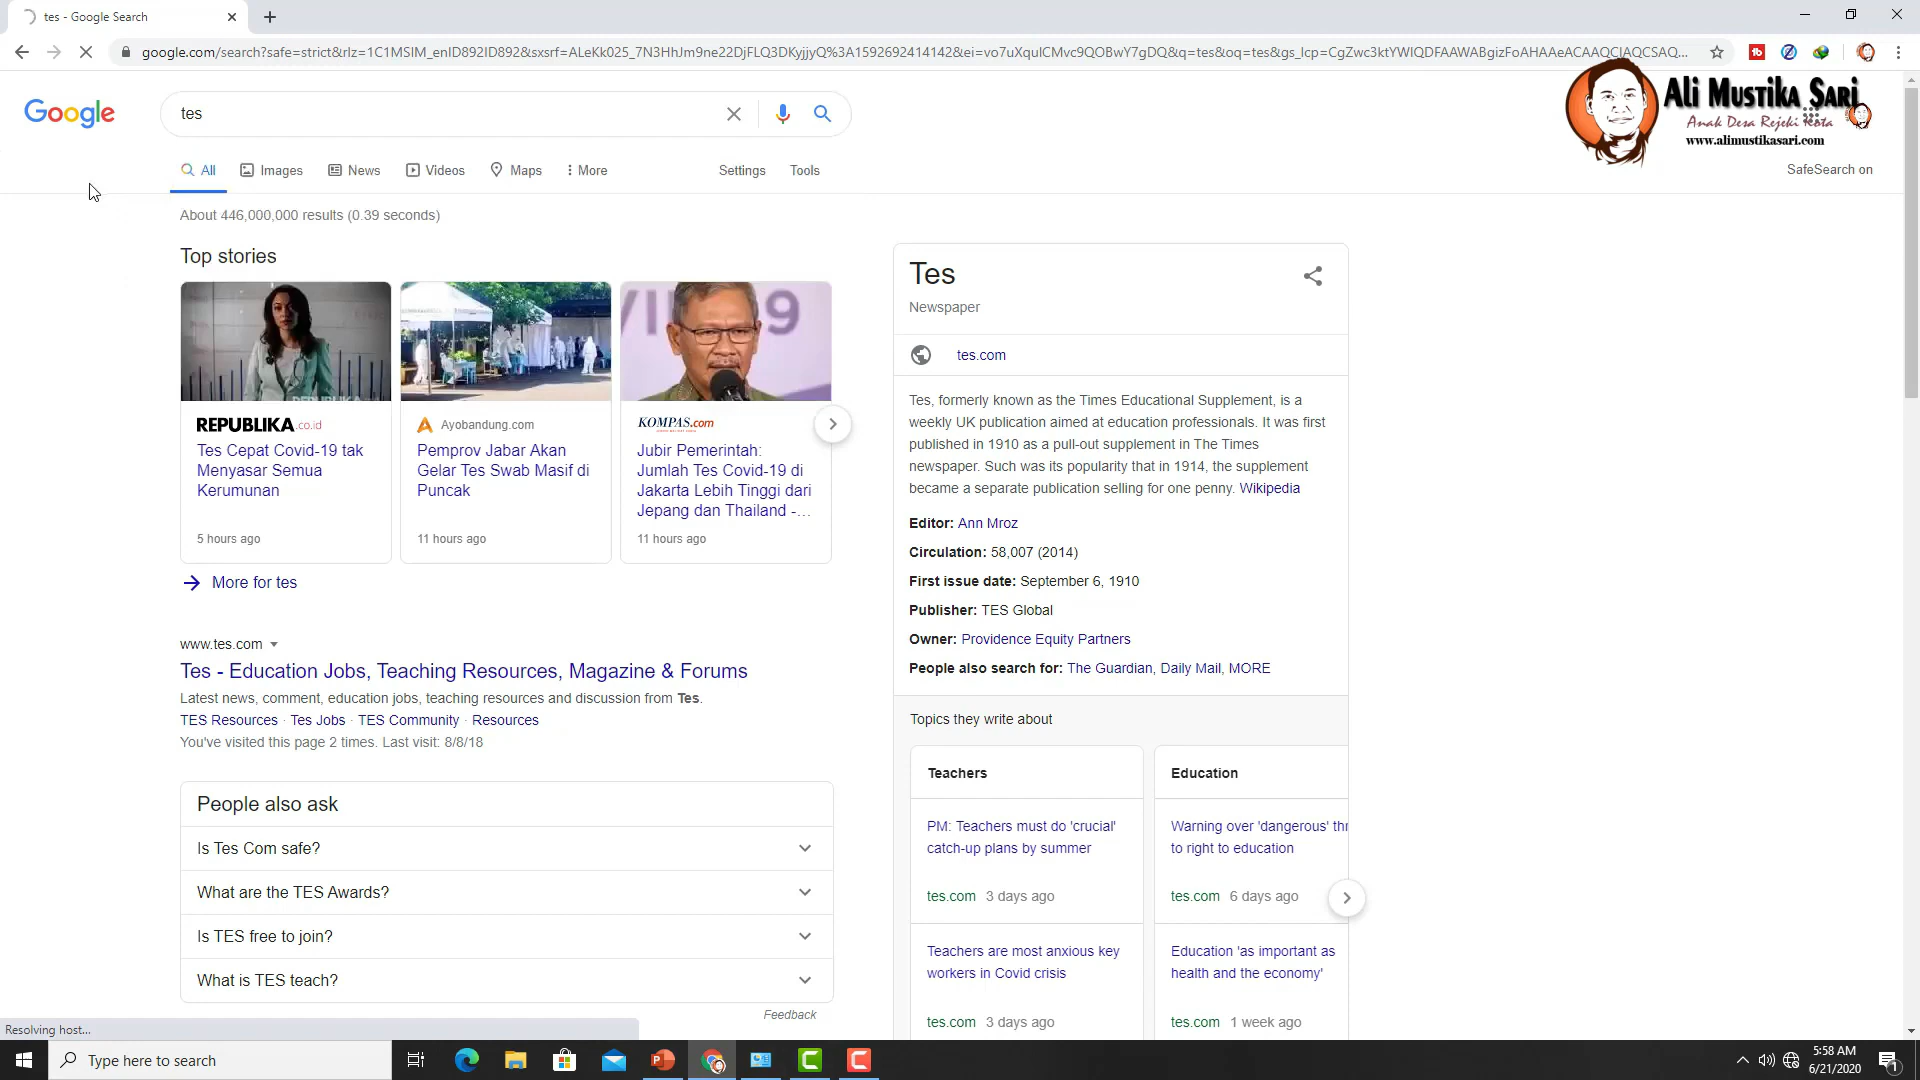 tes - Google Search
google.com/search?safe=strict&rlz=1C1MSIM_enID892ID892&sxsrf=ALeKk025_7N3HhJm9ne22DjFLQ3DKyjjyQ%3A1592692414142&ei=vo7uXquICMvc9QOBwY7gDQ&q=tes&oq=tes&gs_lcp=CgZwc3ktYWIQDFAAWABgizFoAHAAeACAAQCIAQCSAQ...
Google
tes
Ali Mustika Sari
Anak Desa Rejeki Kota
www.alimustikasari.com
All
Images
News
Videos
Maps
More
Settings
Tools
SafeSearch on
About 446,000,000 results (0.39 seconds)
Top stories
REPUBLIKA.co.id
Tes Cepat Covid-19 tak
Menyasar Semua
Kerumunan
5 hours ago
Ayobandung.com
Pemprov Jabar Akan
Gelar Tes Swab Masif di
Puncak
11 hours ago
KOMPAS.com
Jubir Pemerintah:
Jumlah Tes Covid-19 di
Jakarta Lebih Tinggi dari
Jepang dan Thailand -...
11 hours ago
More for tes
www.tes.com
Tes - Education Jobs, Teaching Resources, Magazine & Forums
Latest news, comment, education jobs, teaching resources and discussion from Tes.
TES Resources · Tes Jobs · TES Community · Resources
You've visited this page 2 times. Last visit: 8/8/18
People also ask
Is Tes Com safe?
What are the TES Awards?
Is TES free to join?
What is TES teach?
Feedback
Tes
Newspaper
tes.com
Tes, formerly known as the Times Educational Supplement, is a
weekly UK publication aimed at education professionals. It was first
published in 1910 as a pull-out supplement in The Times
newspaper. Such was its popularity that in 1914, the supplement
became a separate publication selling for one penny. Wikipedia
Editor: Ann Mroz
Circulation: 58,007 (2014)
First issue date: September 6, 1910
Publisher: TES Global
Owner: Providence Equity Partners
People also search for: The Guardian, Daily Mail, MORE
Topics they write about
Teachers
PM: Teachers must do 'crucial'
catch-up plans by summer
tes.com 3 days ago
Teachers are most anxious key
workers in Covid crisis
tes.com 3 days ago
Education
Warning over 'dangerous' thr
to right to education
tes.com 6 days ago
Education 'as important as
health and the economy'
tes.com 1 week ago
Resolving host...
Type here to search
5:58 AM
6/21/2020
1